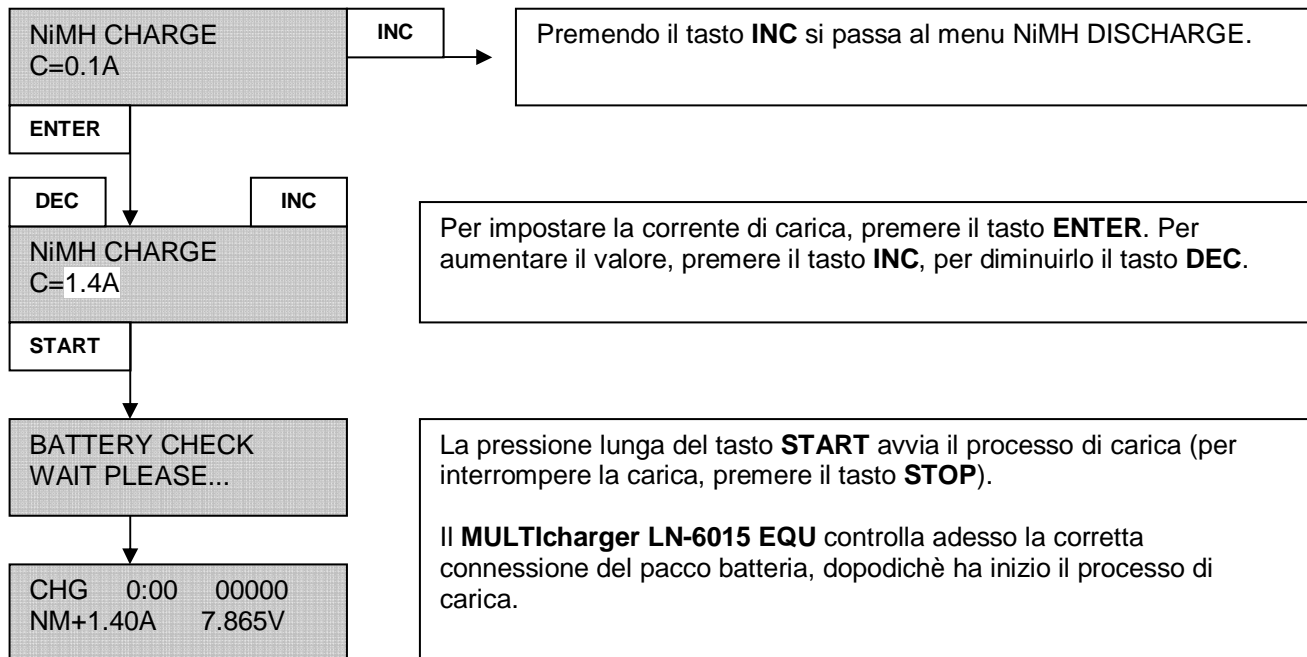 NiMH CHARGE
C=0.1A
INC
Premendo il tasto INC si passa al menu NiMH DISCHARGE.
ENTER
DEC
INC
NiMH CHARGE
C=1.4A
Per impostare la corrente di carica, premere il tasto ENTER. Per
aumentare il valore, premere il tasto INC, per diminuirlo il tasto DEC.
START
BATTERY CHECK
WAIT PLEASE...
La pressione lunga del tasto START avvia il processo di carica (per
interrompere la carica, premere il tasto STOP).
Il MULTIcharger LN-6015 EQU controlla adesso la corretta
connessione del pacco batteria, dopodichè ha inizio il processo di
carica.
CHG 0:00 00000
NM+1.40A 7.865V